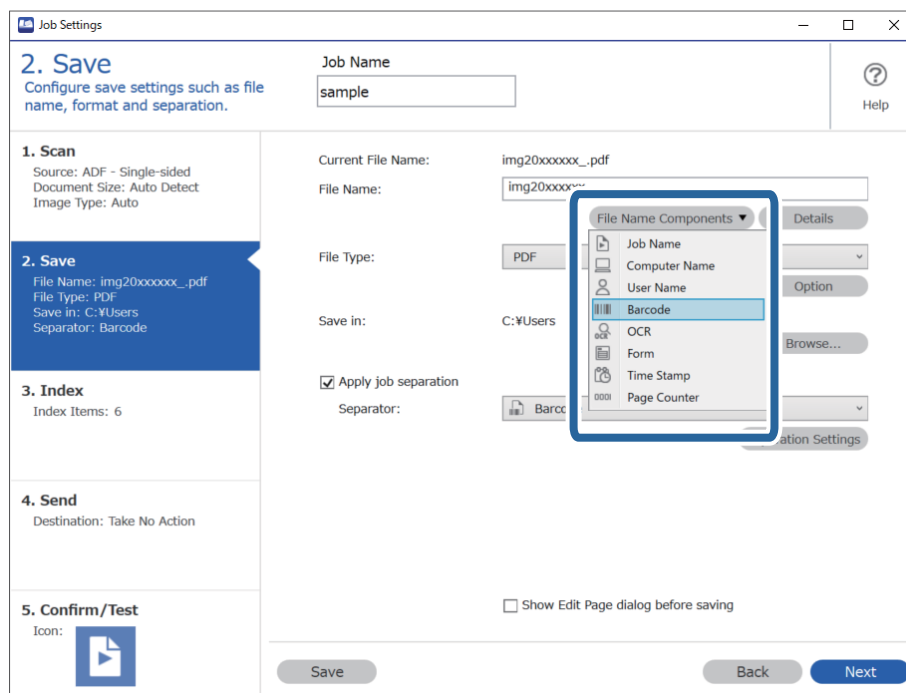 Job Settings
2. Save
Configure save settings such as file
name, format and separation.
Job Name
sample
Help
1. Scan
Source: ADF - Single-sided
Document Size: Auto Detect
Image Type: Auto
2. Save
File Name: img20xxxxxx_.pdf
File Type: PDF
Save in: C:¥Users
Separator: Barcode
3. Index
Index Items: 6
4. Send
Destination: Take No Action
5. Confirm/Test
Icon:
Current File Name: img20xxxxxx_.pdf
File Name: img20xxxxxx
File Name Components ▼ Details
Job Name
Computer Name
User Name
Barcode
OCR OCR
Form
Time Stamp
0001 Page Counter
File Type: PDF
Option
Save in: C:¥Users
Browse...
Apply job separation
Separator:
Settings
Show Edit Page dialog before saving
Save Back Next